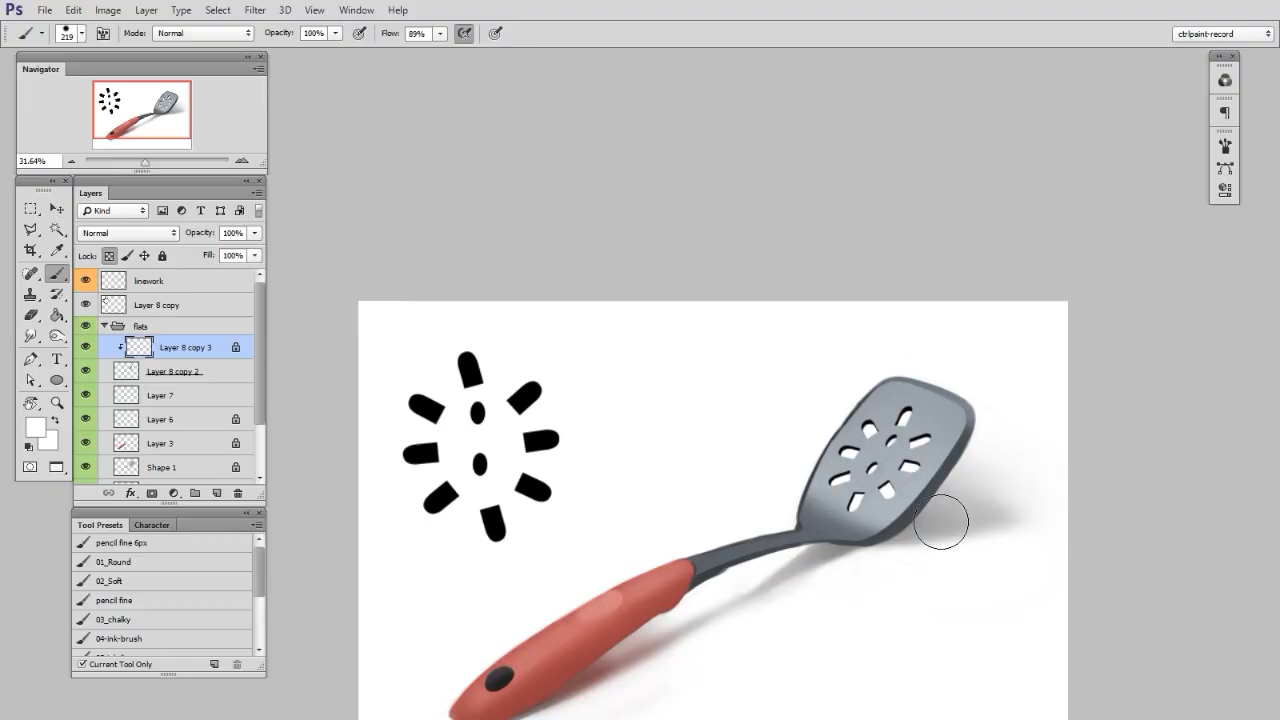 Ps File Edit Image Layer Type Select Filter 3D View Window Help
219 Mode: Normal Opacity: 100% Flow: 89% ctrlpaint-record
Navigator
31.64%
Layers
Kind
Normal Opacity: 100%
Lock: Fill: 100%
linework
Layer 8 copy
flats
Layer 8 copy 3
Layer 8 copy 2
Layer 7
Layer 6
Layer 3
Shape 1
Tool Presets Character
pencil fine 6px
01_Round
02_Soft
pencil fine
03_chalky
04-ink-brush
Current Tool Only